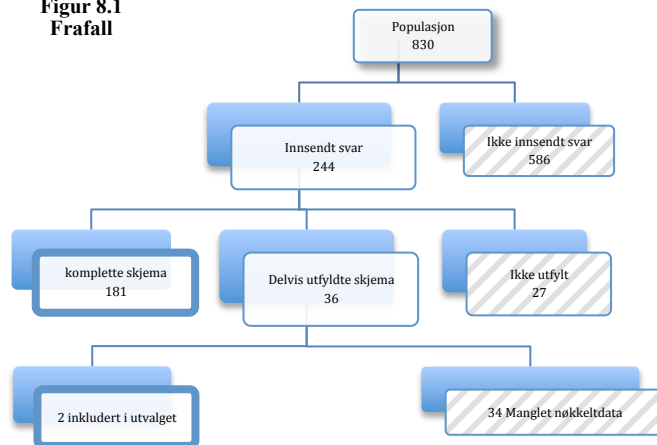 Figur 8.1
Frafall
Populasjon
830
Innsendt svar
244
Ikke innsendt svar
586
komplette skjema
181
Delvis utfyldte skjema
36
Ikke utfylt
27
2 inkludert i utvalget
34 Manglet nøkkeltdata